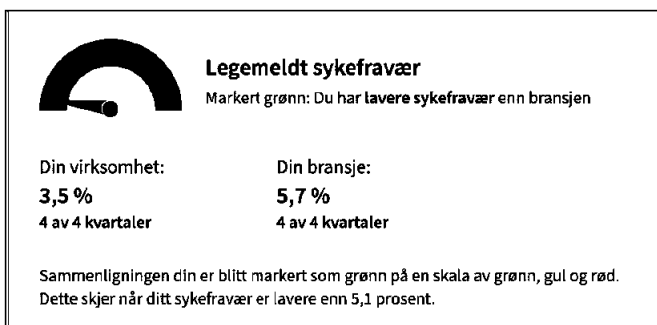 Legemeldt sykefravær
Markert grønn: Du har lavere sykefravær enn bransjen
Din virksomhet:
3,5 %
4 av 4 kvartaler
Din bransje:
5,7 %
4 av 4 kvartaler
Sammenligningen din er blitt markert som grønn på en skala av grønn, gul og rød.
Dette skjer når ditt sykefravær er lavere enn 5,1 prosent.